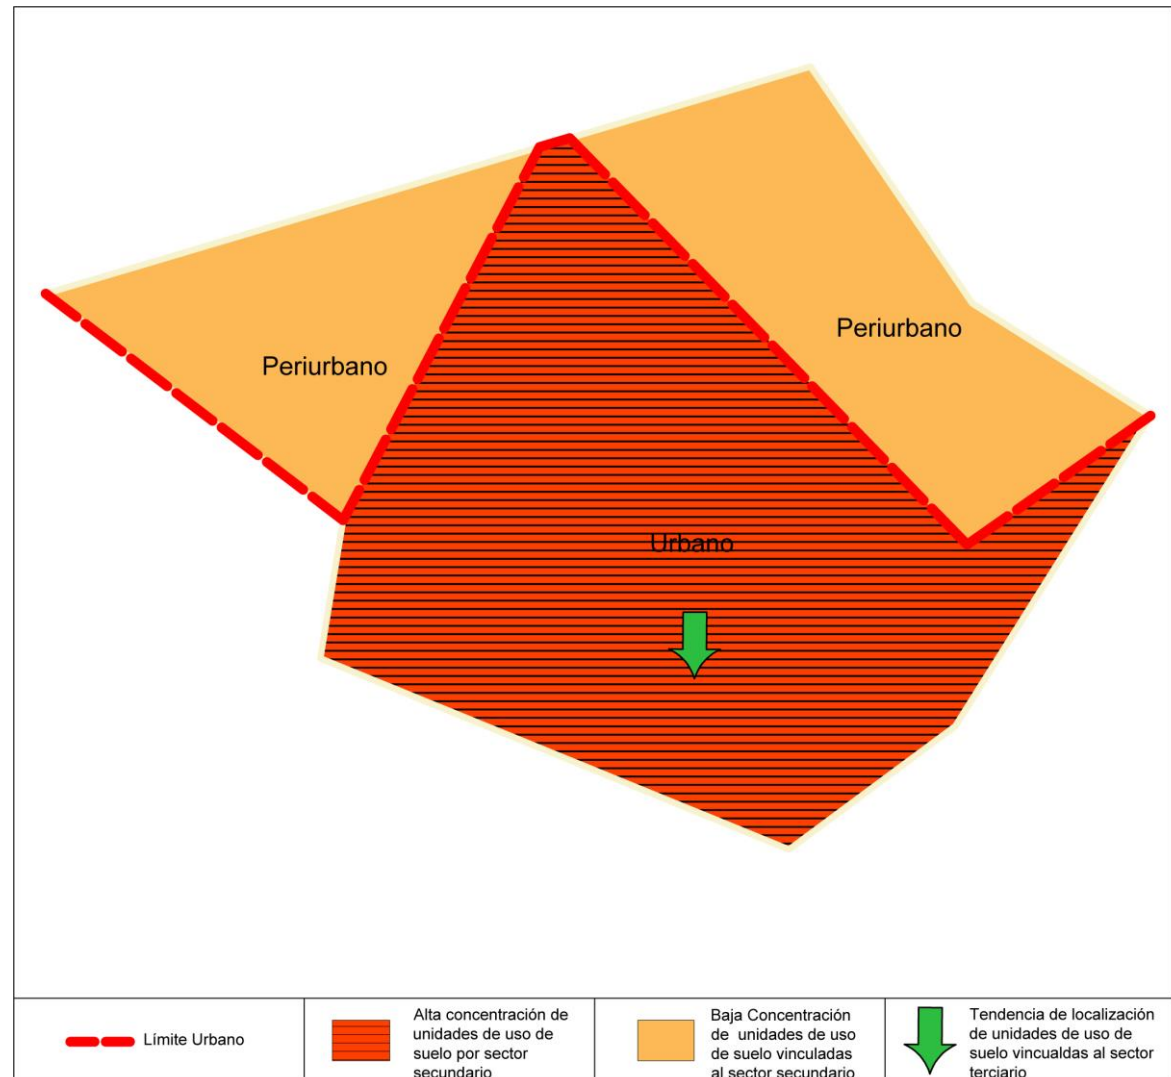 Periurbano
Periurbano
Urbano
Límite Urbano
Alta concentración de
unidades de uso de
suelo por sector
secundario
Baja Concentración
de unidades de uso
de suelo vinculadas
al sector secundario
Tendencia de localización
de unidades de uso de
suelo vincualdas al sector
terciario